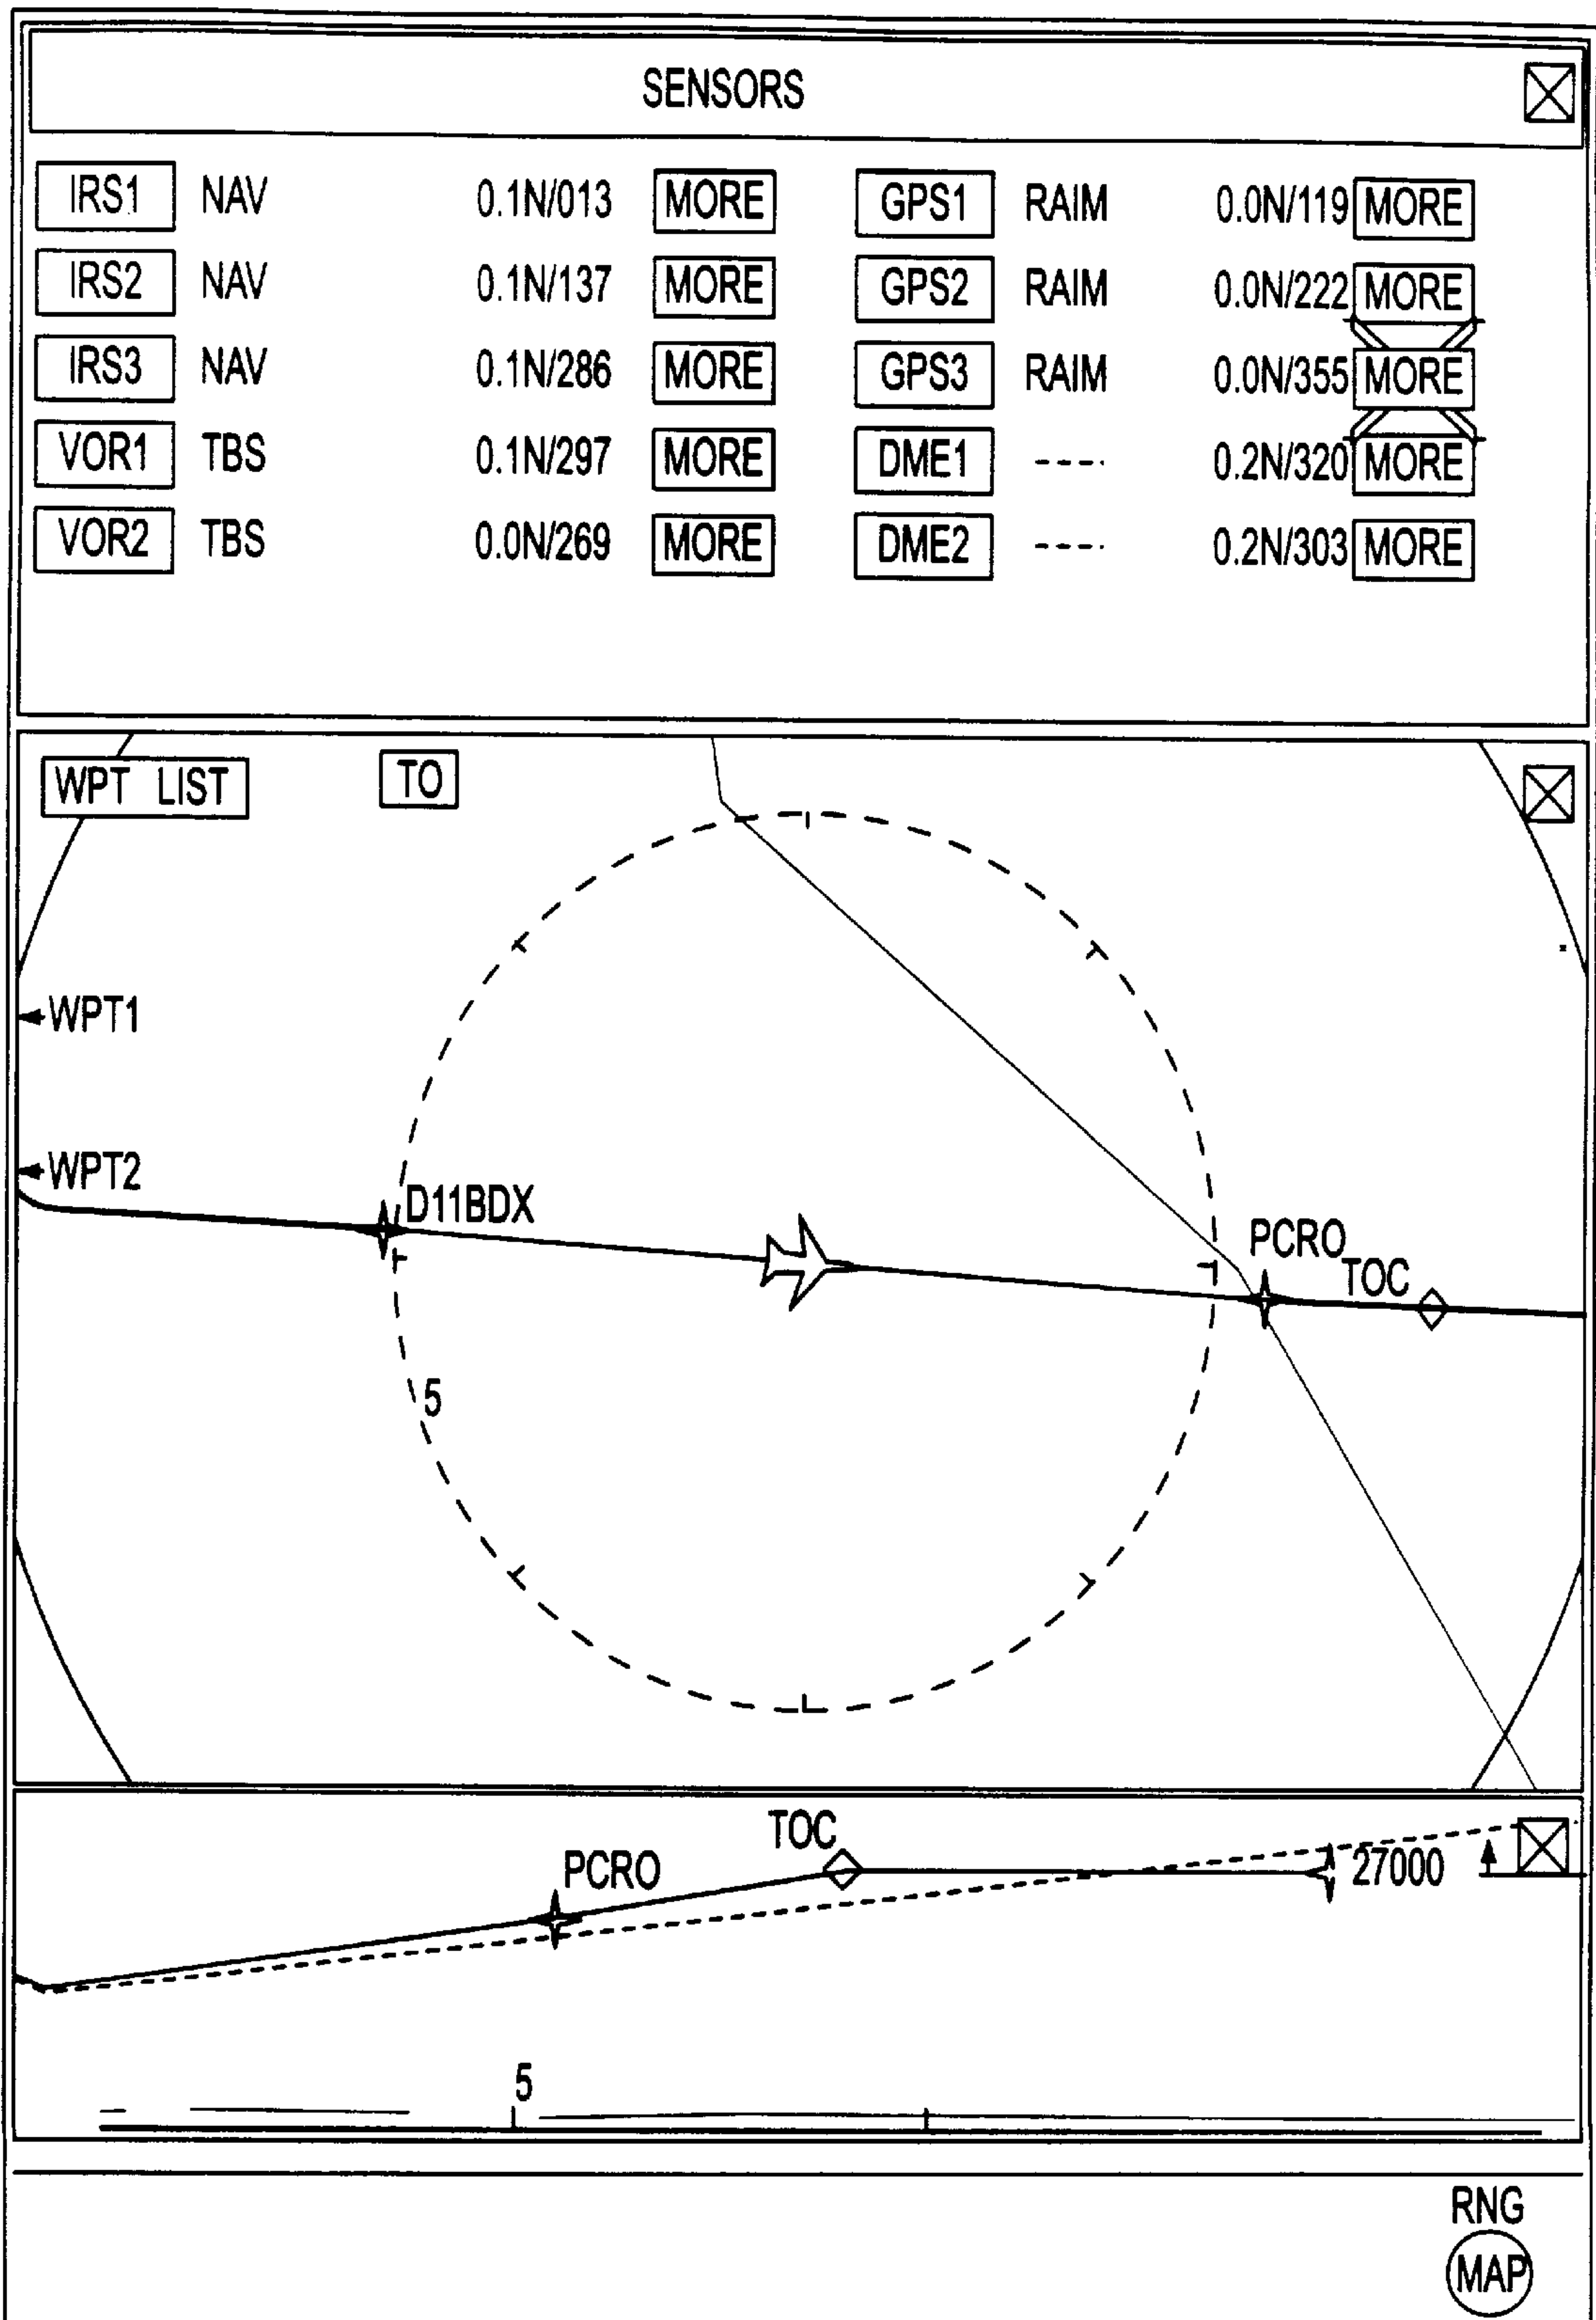 SENSORS
IRS1 NAV 0.1N/013 MORE GPS1 RAIM 0.0N/119 MORE
IRS2 NAV 0.1N/137 MORE GPS2 RAIM 0.0N/222 MORE
IRS3 NAV 0.1N/286 MORE GPS3 RAIM 0.0N/355 MORE
VOR1 TBS 0.1N/297 MORE DME1 ---- 0.2N/320 MORE
VOR2 TBS 0.0N/269 MORE DME2 ---- 0.2N/303 MORE
WPT LIST TO
WPT1
WPT2
D11BDX
PCRO
TOC
5
TOC
PCRO
27000
5
RNG
MAP